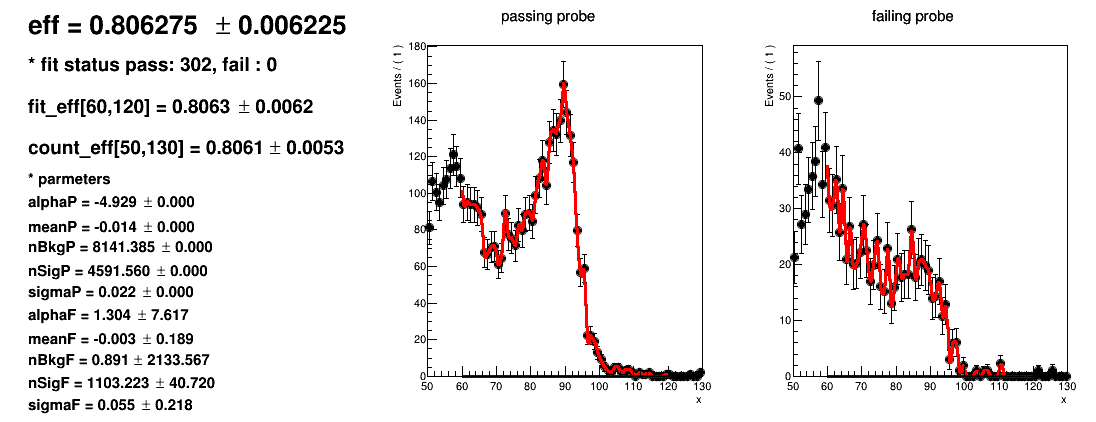 eff = 0.806275 ± 0.006225
* fit status pass: 302, fail : 0
fit_eff[60,120] = 0.8063 ± 0.0062
count_eff[50,130] = 0.8061 ± 0.0053
* parmeters
alphaP = -4.929 ± 0.000
meanP = -0.014 ± 0.000
nBkgP = 8141.385 ± 0.000
nSigP = 4591.560 ± 0.000
sigmaP = 0.022 ± 0.000
alphaF = 1.304 ± 7.617
meanF = -0.003 ± 0.189
nBkgF = 0.891 ± 2133.567
nSigF = 1103.223 ± 40.720
sigmaF = 0.055 ± 0.218
passing probe
Events / ( 1 )
180
160
140
120
100
80
60
40
20
0
50 60 70 80 90 100 110 120 130
x
failing probe
Events / ( 1 )
50
40
30
20
10
0
50 60 70 80 90 100 110 120 130
x